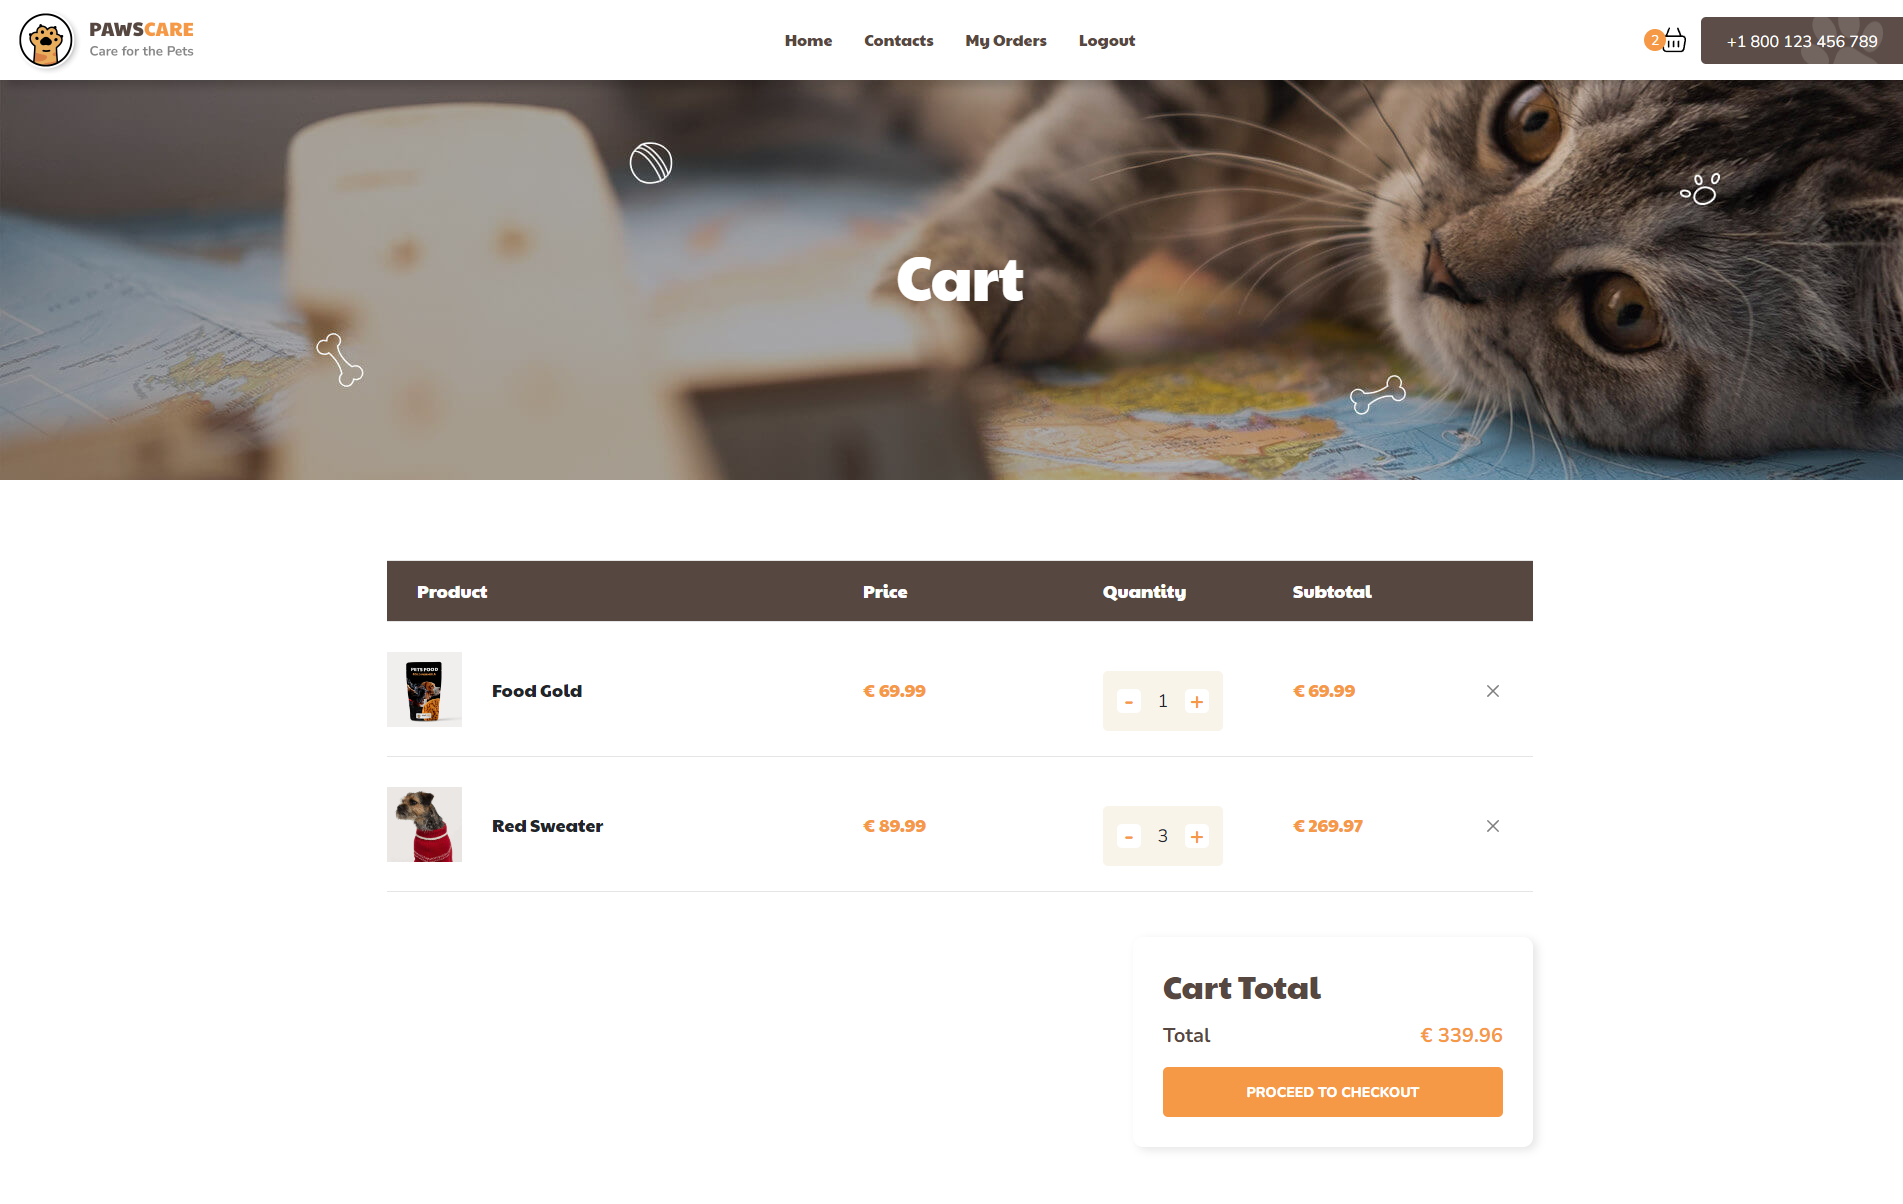 PAWSCARE
Care for the Pets
Home Contacts My Orders Logout
2
+1 800 123 456 789
Cart
Product Price Quantity Subtotal
PETS FOOD
Food Gold € 69.99 - 1 + € 69.99
Red Sweater € 89.99 - 3 + € 269.97
Cart Total
Total € 339.96
PROCEED TO CHECKOUT